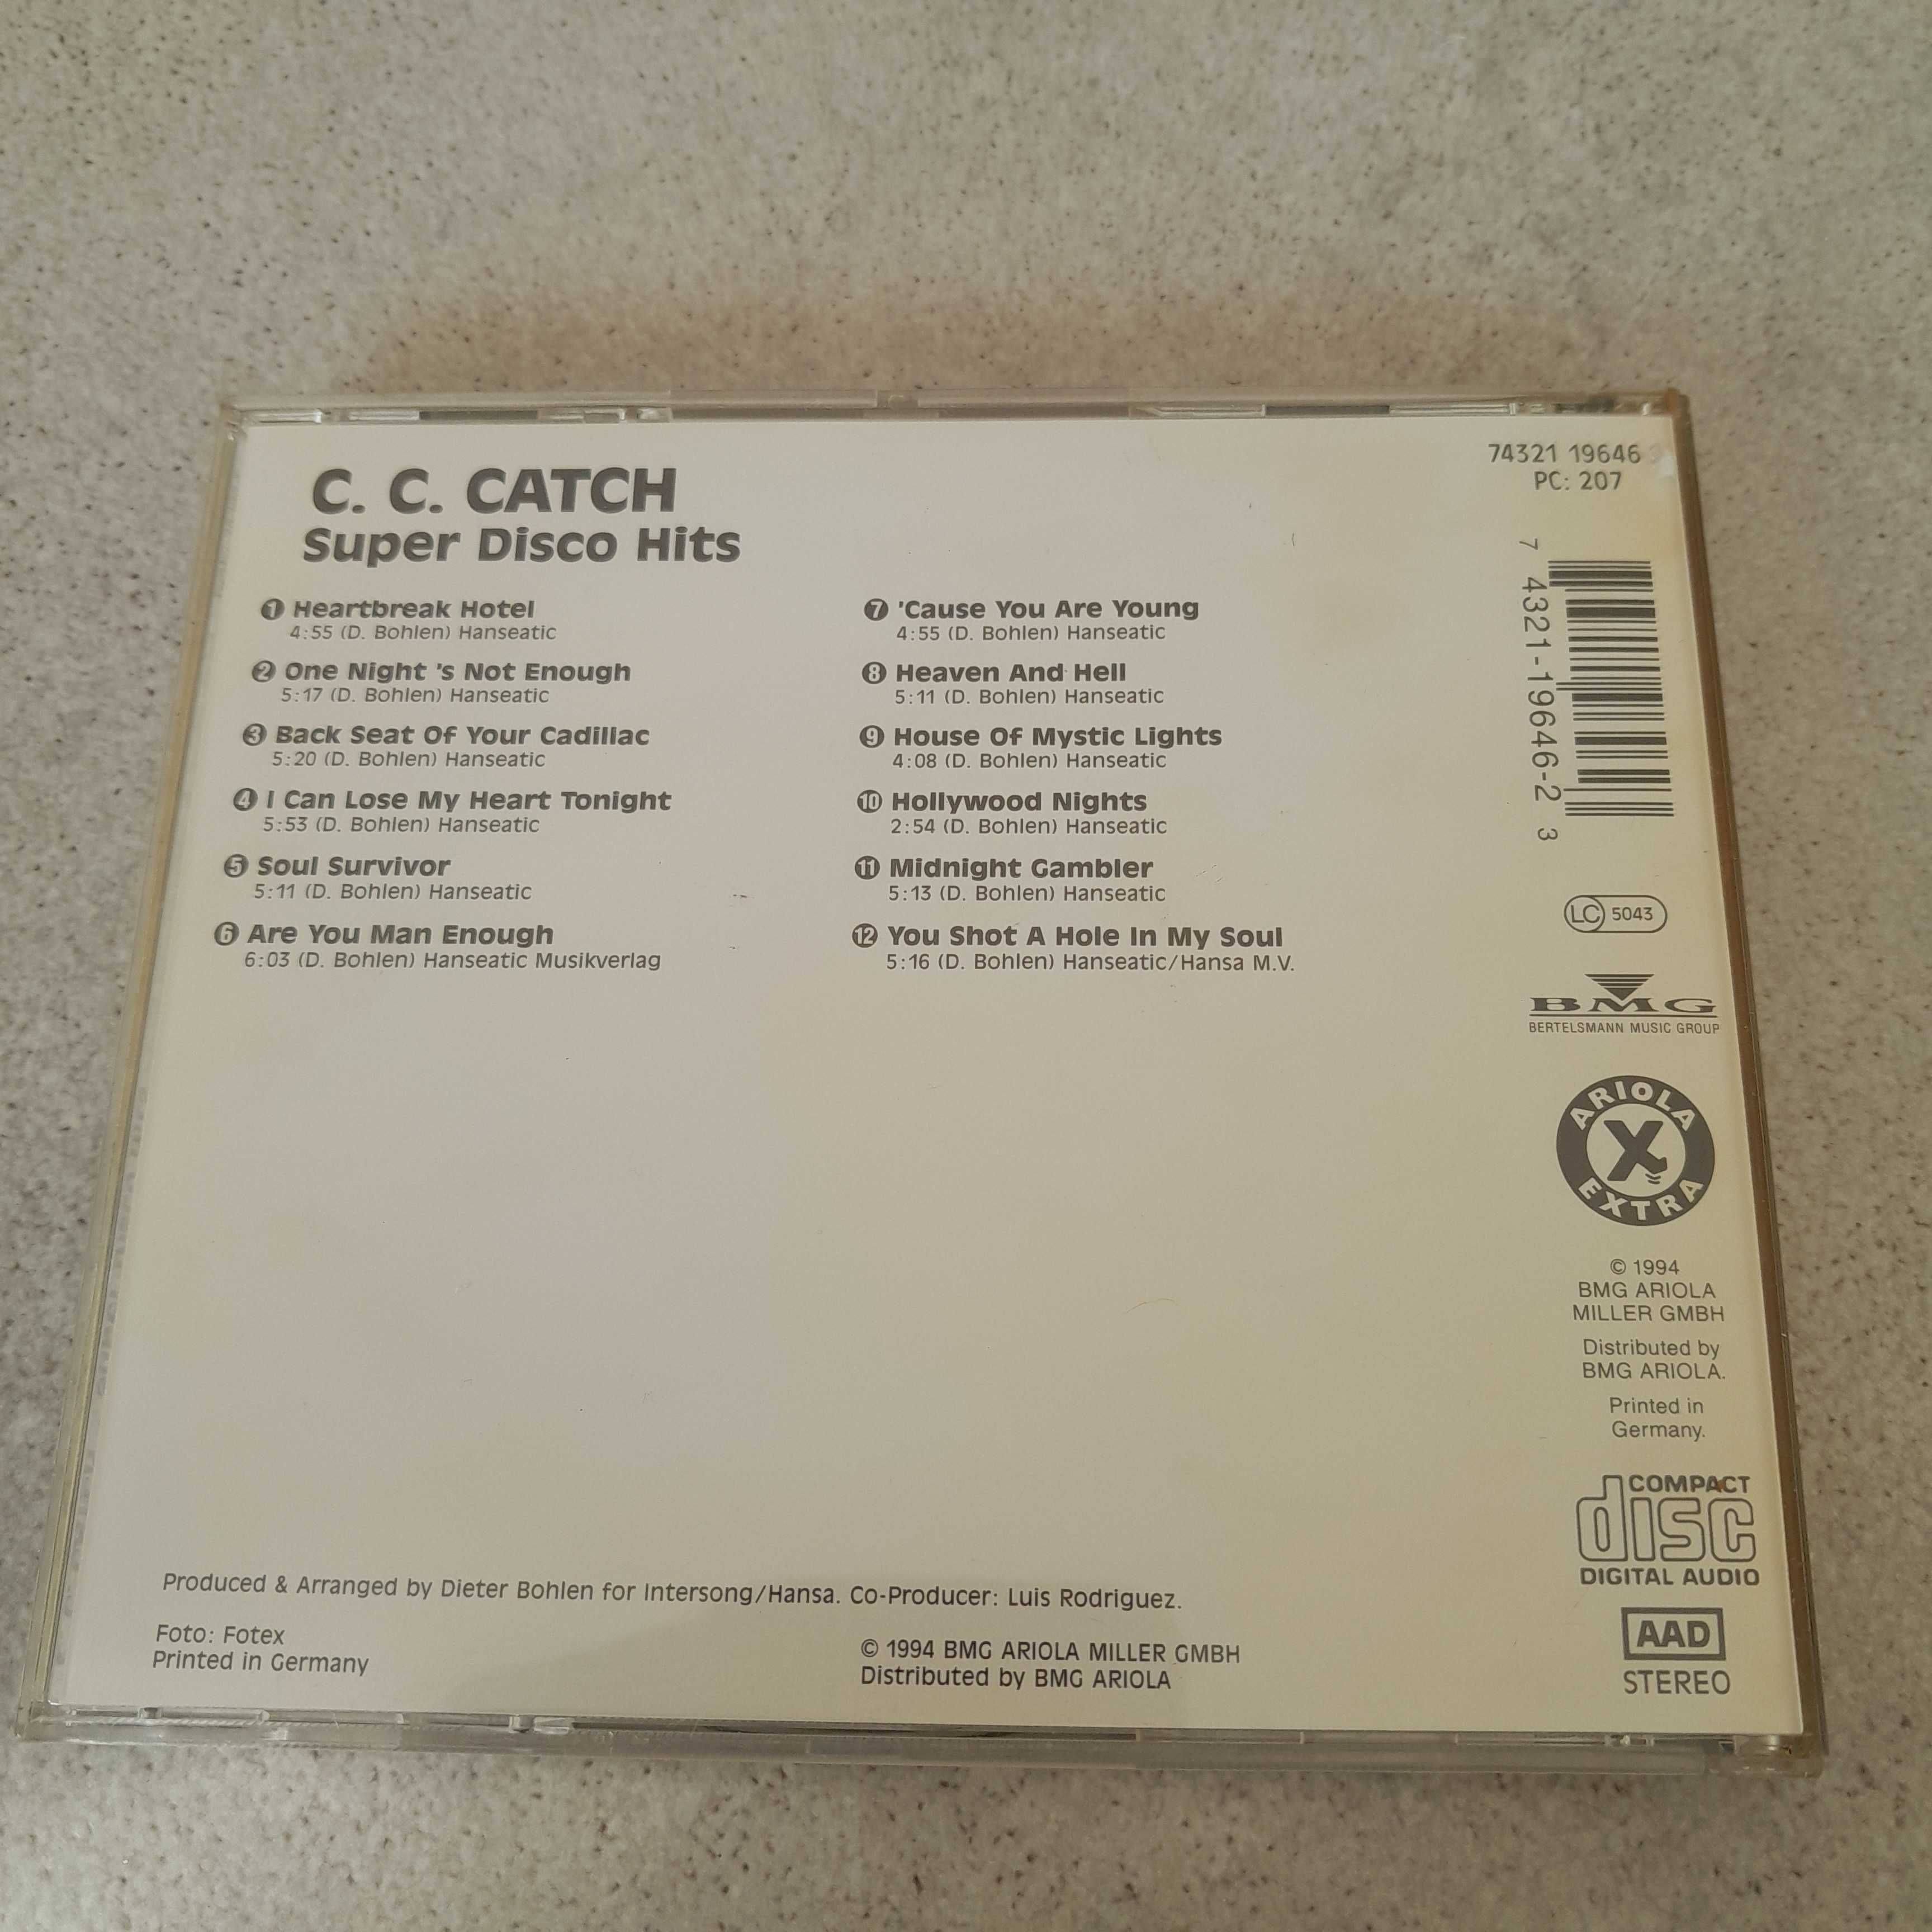 C. C. CATCH
Super Disco Hits
1 Heartbreak Hotel
4:55 (D. Bohlen) Hanseatic
2 One Night 's Not Enough
5:17 (D. Bohlen) Hanseatic
3 Back Seat Of Your Cadillac
5:20 (D. Bohlen) Hanseatic
4 I Can Lose My Heart Tonight
5:53 (D. Bohlen) Hanseatic
5 Soul Survivor
5:11 (D. Bohlen) Hanseatic
6 Are You Man Enough
6:03 (D. Bohlen) Hanseatic Musikverlag
7 'Cause You Are Young
4:55 (D. Bohlen) Hanseatic
8 Heaven And Hell
5:11 (D. Bohlen) Hanseatic
9 House Of Mystic Lights
4:08 (D. Bohlen) Hanseatic
10 Hollywood Nights
2:54 (D. Bohlen) Hanseatic
11 Midnight Gambler
5:13 (D. Bohlen) Hanseatic
12 You Shot A Hole In My Soul
5:16 (D. Bohlen) Hanseatic/Hansa M.V.
74321 19646
PC: 207
7 4321-19646-2 3
LC 5043
BMG
BERTELSMANN MUSIC GROUP
ARIOLA
X
EXTRA
© 1994
BMG ARIOLA
MILLER GMBH
Distributed by
BMG ARIOLA.
Printed in
Germany.
COMPACT
disc
DIGITAL AUDIO
AAD
STEREO
Produced & Arranged by Dieter Bohlen for Intersong/Hansa. Co-Producer: Luis Rodriguez.
Foto: Fotex
Printed in Germany
© 1994 BMG ARIOLA MILLER GMBH
Distributed by BMG ARIOLA